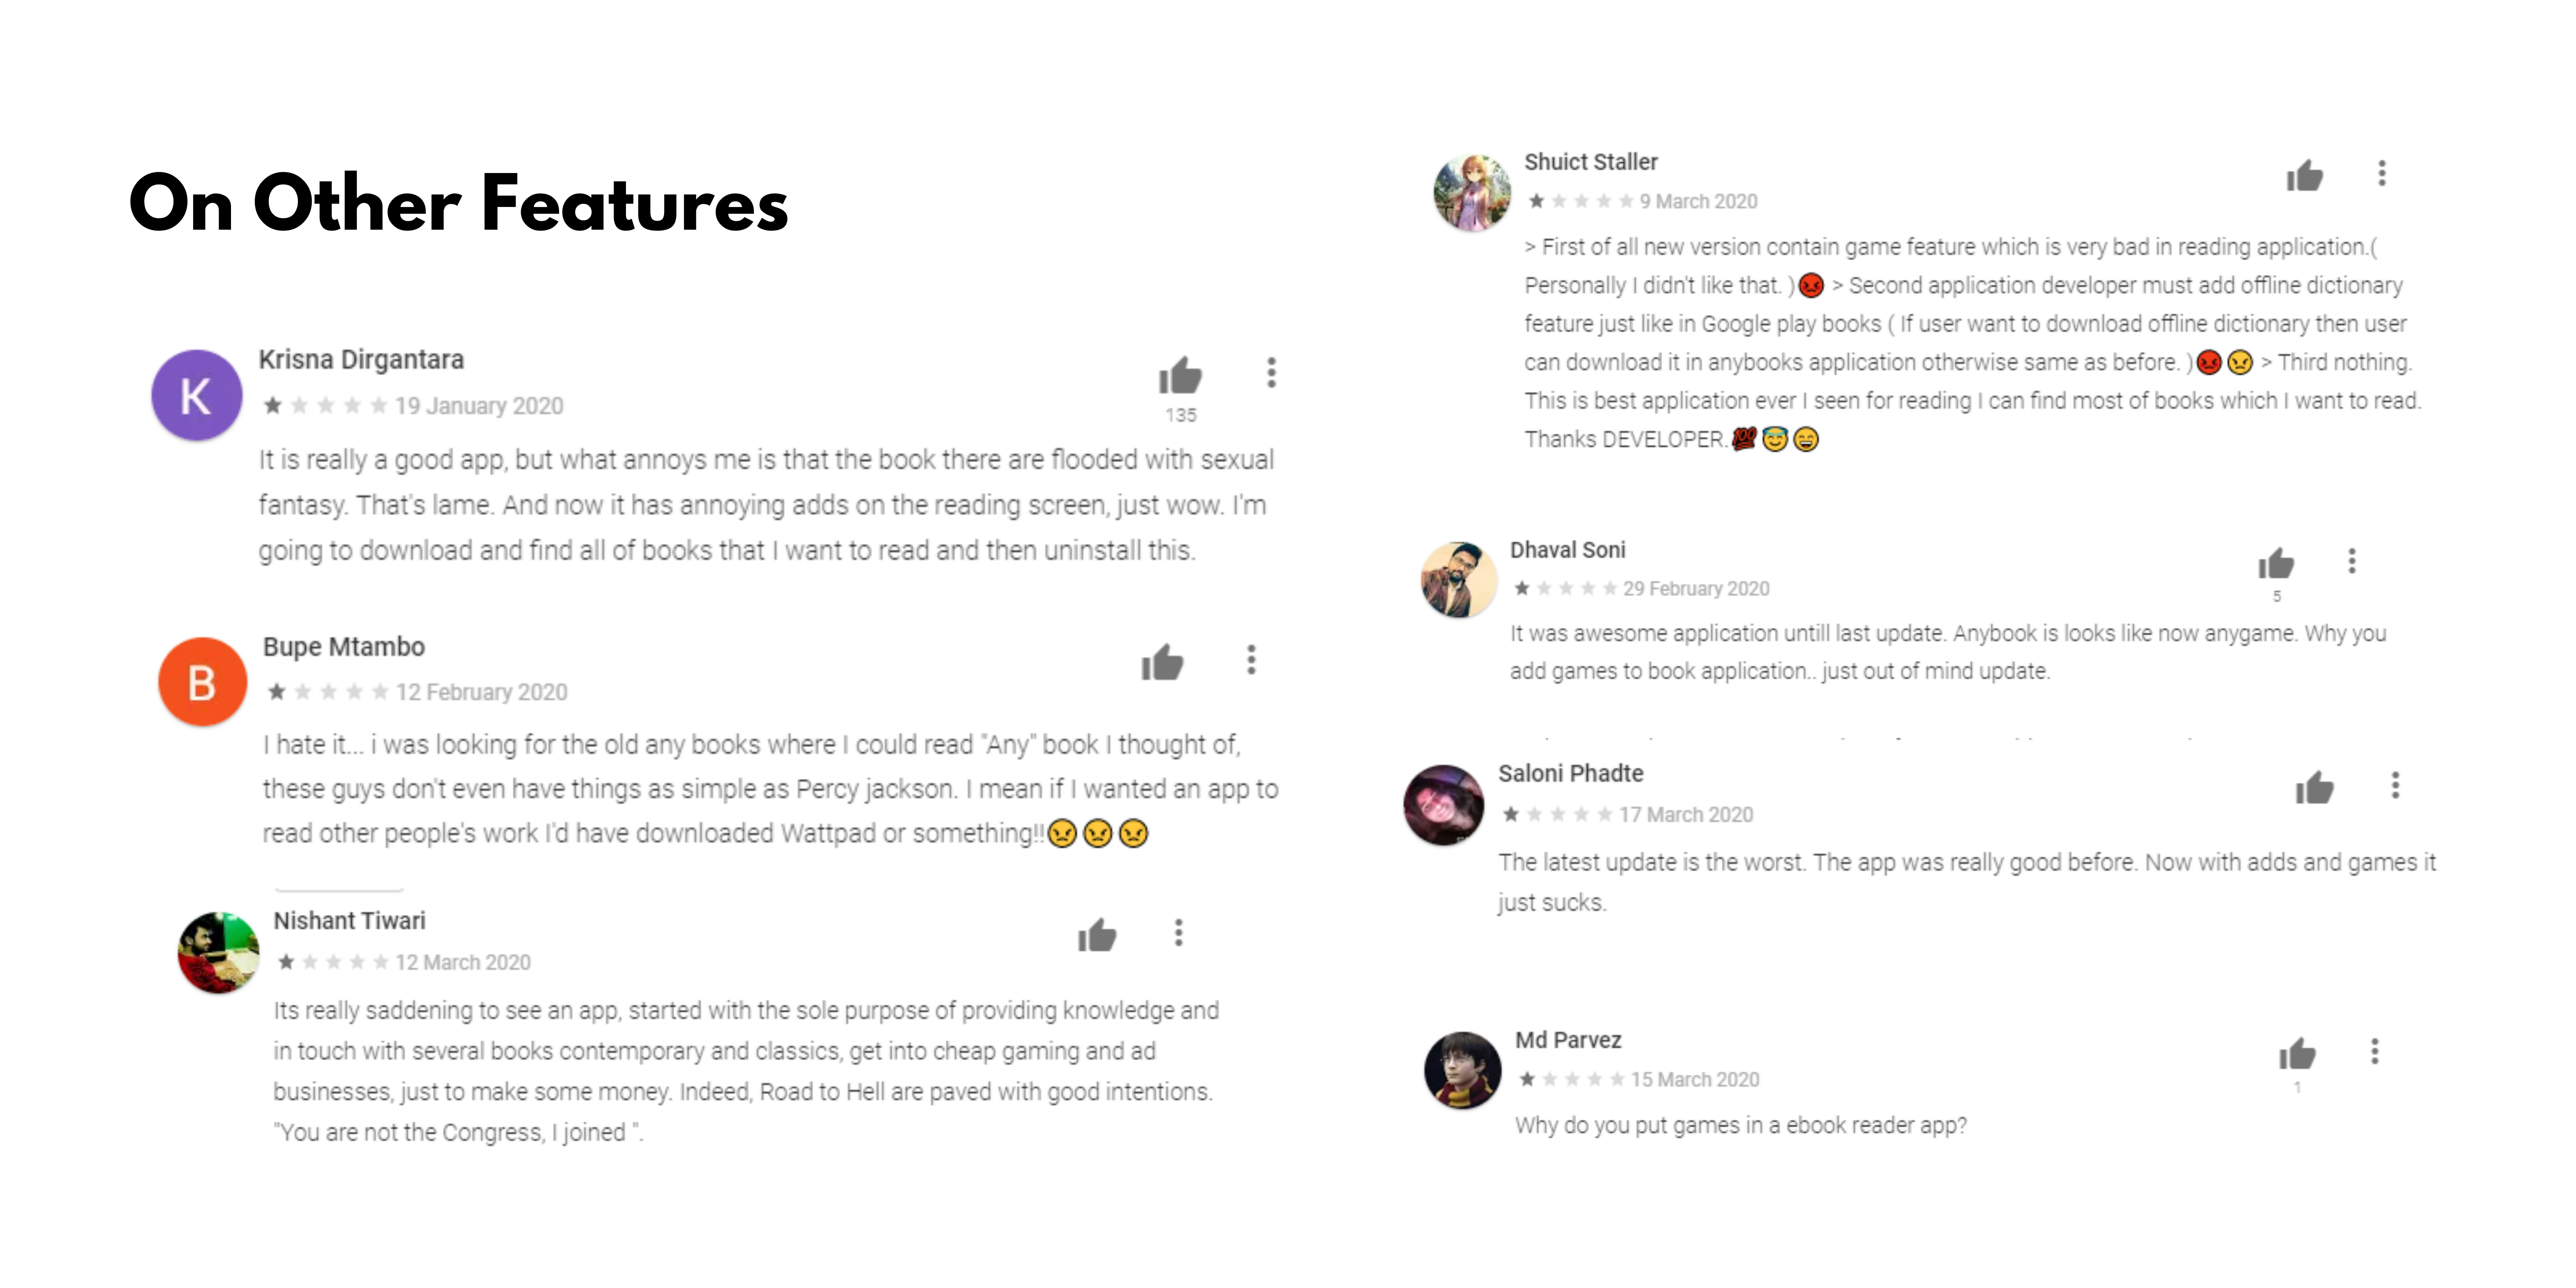 On Other Features
K
Krisna Dirgantara
19 January 2020
135
It is really a good app, but what annoys me is that the book there are flooded with sexual
fantasy. That's lame. And now it has annoying adds on the reading screen, just wow. I'm
going to download and find all of books that I want to read and then uninstall this.
B
Bupe Mtambo
12 February 2020
I hate it... i was looking for the old any books where I could read "Any" book I thought of,
these guys don't even have things as simple as Percy jackson. I mean if I wanted an app to
read other people's work I'd have downloaded Wattpad or something!!😠😠😠
Nishant Tiwari
12 March 2020
Its really saddening to see an app, started with the sole purpose of providing knowledge and
in touch with several books contemporary and classics, get into cheap gaming and ad
businesses, just to make some money. Indeed, Road to Hell are paved with good intentions.
"You are not the Congress, I joined ".
Shuict Staller
9 March 2020
> First of all new version contain game feature which is very bad in reading application.(
Personally I didn't like that. )😡 > Second application developer must add offline dictionary
feature just like in Google play books ( If user want to download offline dictionary then user
can download it in anybooks application otherwise same as before. )😡😠 > Third nothing.
This is best application ever I seen for reading I can find most of books which I want to read.
Thanks DEVELOPER.💯😇😄
Dhaval Soni
29 February 2020
5
It was awesome application untill last update. Anybook is looks like now anygame. Why you
add games to book application.. just out of mind update.
Saloni Phadte
17 March 2020
The latest update is the worst. The app was really good before. Now with adds and games it
just sucks.
Md Parvez
15 March 2020
1
Why do you put games in a ebook reader app?